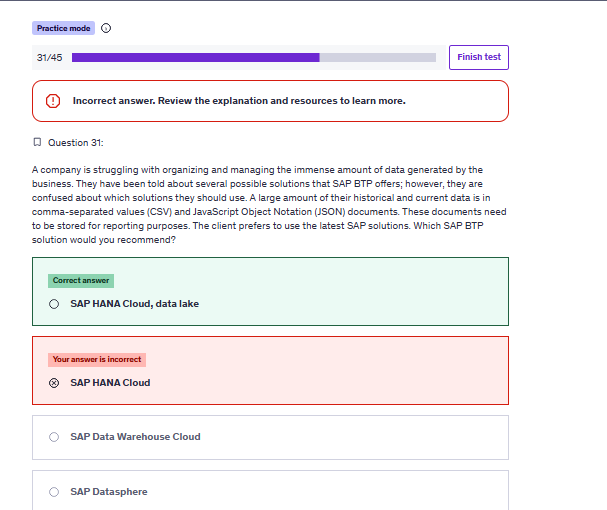 Practice mode
31/45
Finish test
Incorrect answer. Review the explanation and resources to learn more.
Question 31:
A company is struggling with organizing and managing the immense amount of data generated by the
business. They have been told about several possible solutions that SAP BTP offers; however, they are
confused about which solutions they should use. A large amount of their historical and current data is in
comma-separated values (CSV) and JavaScript Object Notation (JSON) documents. These documents need
to be stored for reporting purposes. The client prefers to use the latest SAP solutions. Which SAP BTP
solution would you recommend?
Correct answer
SAP HANA Cloud, data lake
Your answer is incorrect
SAP HANA Cloud
SAP Data Warehouse Cloud
SAP Datasphere